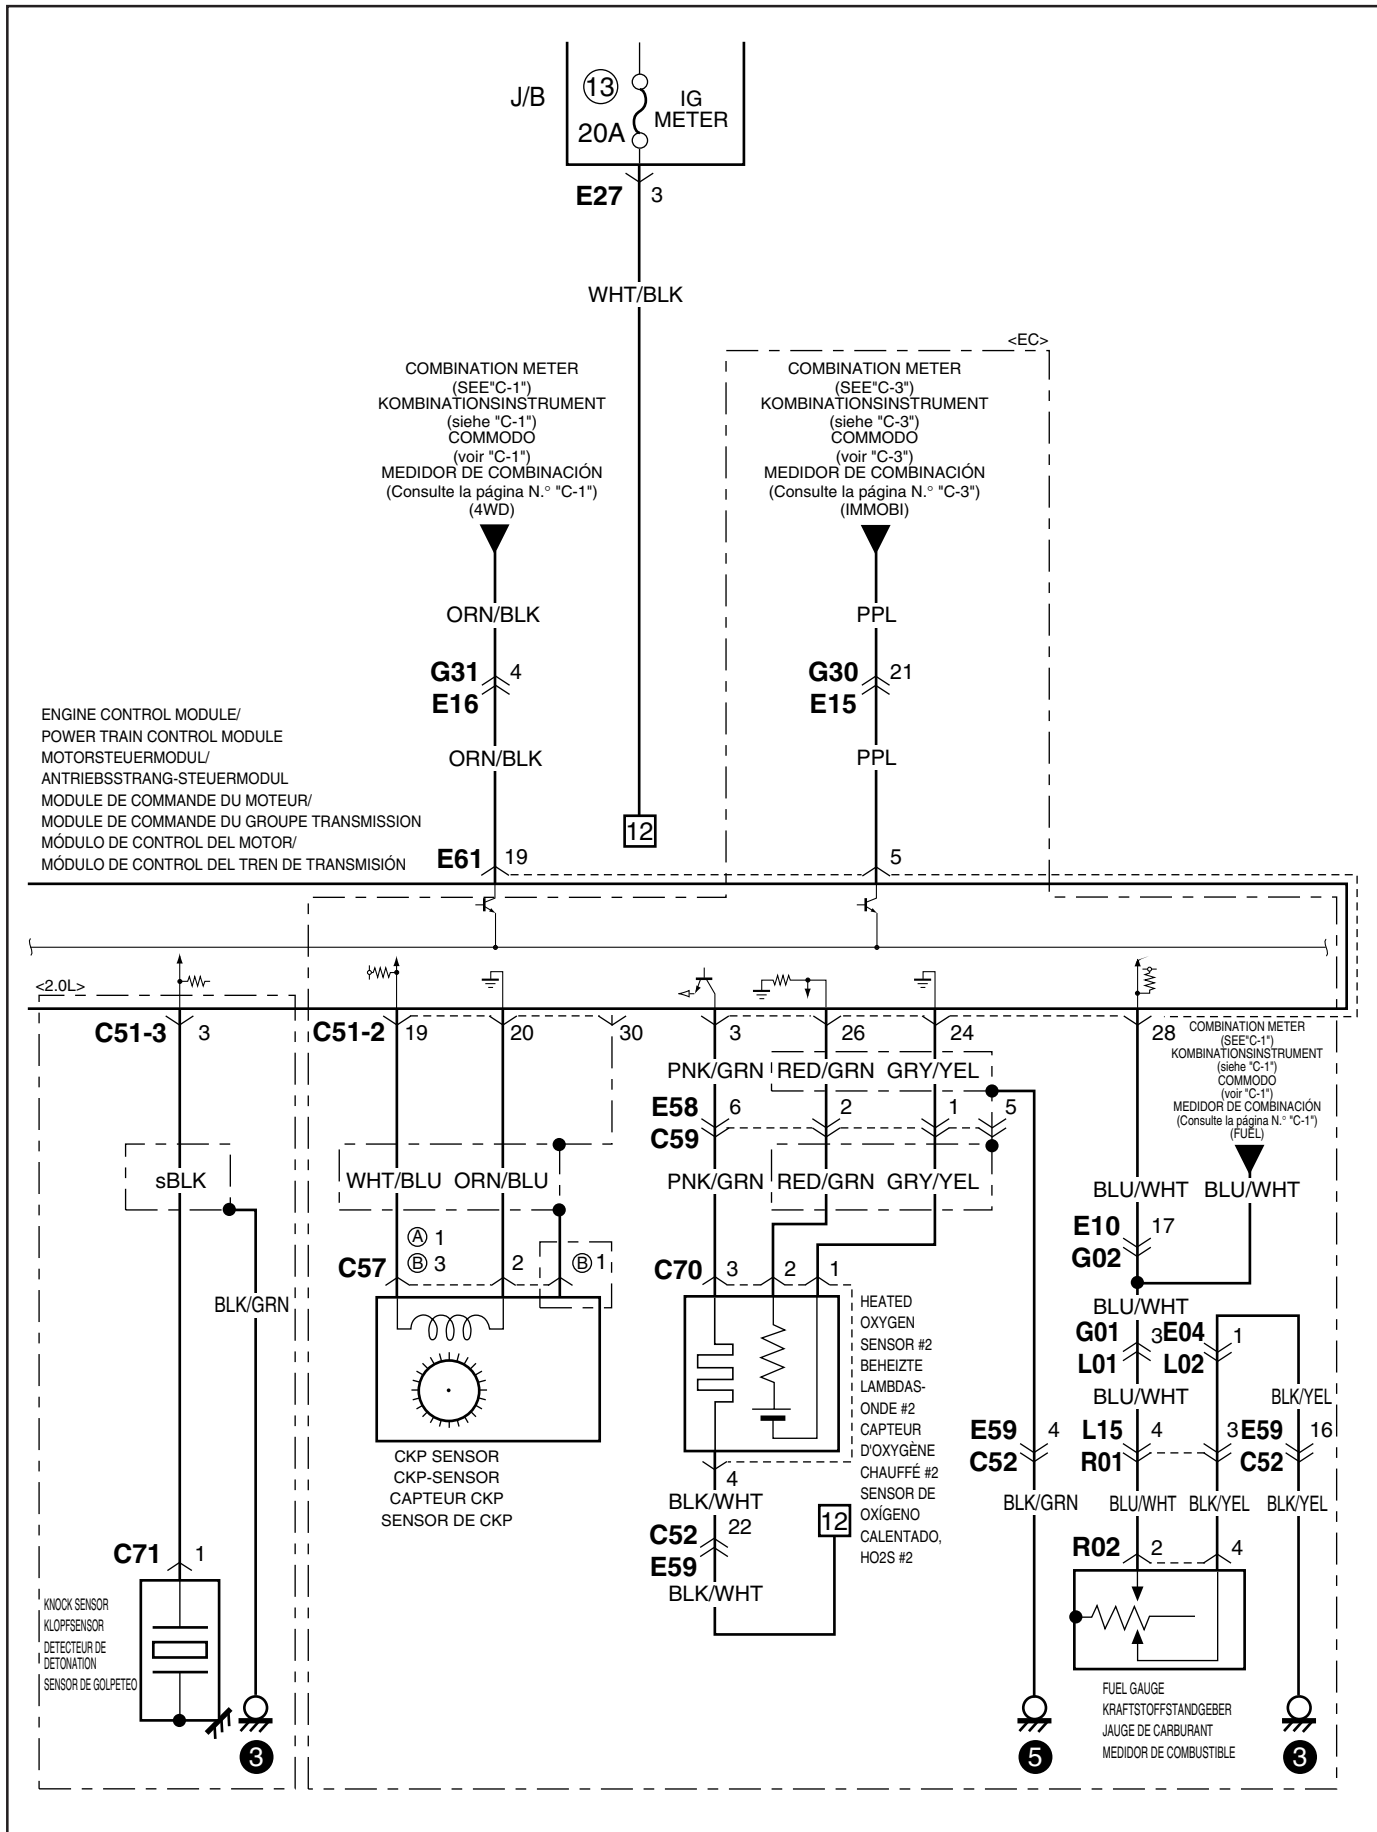 J/B
13
20A
IG
METER
E27 3
WHT/BLK
<EC>
COMBINATION METER
(SEE"C-1")
KOMBINATIONSINSTRUMENT
(siehe "C-1")
COMMODO
(voir "C-1")
MEDIDOR DE COMBINACIÓN
(Consulte la página N.° "C-1")
(4WD)
COMBINATION METER
(SEE"C-3")
KOMBINATIONSINSTRUMENT
(siehe "C-3")
COMMODO
(voir "C-3")
MEDIDOR DE COMBINACIÓN
(Consulte la página N.° "C-3")
(IMMOBI)
ORN/BLK PPL
G31 4 G30 21
E16 E15
ORN/BLK PPL
ENGINE CONTROL MODULE/
POWER TRAIN CONTROL MODULE
MOTORSTEUERMODUL/
ANTRIEBSSTRANG-STEUERMODUL
MODULE DE COMMANDE DU MOTEUR/
MODULE DE COMMANDE DU GROUPE TRANSMISSION
MÓDULO DE CONTROL DEL MOTOR/
MÓDULO DE CONTROL DEL TREN DE TRANSMISIÓN
12
E61 19 5
<2.0L>
C51-3 3 C51-2 19 20 30 3 26 24 28
COMBINATION METER
(SEE"C-1")
KOMBINATIONSINSTRUMENT
(siehe "C-1")
COMMODO
(voir "C-1")
MEDIDOR DE COMBINACIÓN
(Consulte la página N.° "C-1")
(FUEL)
PNK/GRN RED/GRN GRY/YEL
E58 6 2 1 5
C59
sBLK WHT/BLU ORN/BLU PNK/GRN RED/GRN GRY/YEL
BLU/WHT BLU/WHT
E10 17
G02
A 1
B 3
C57 2 B 1
C70 3 2 1
BLK/GRN
BLU/WHT
G01 3 E04 1
L01 L02
BLU/WHT BLK/YEL
HEATED
OXYGEN
SENSOR #2
BEHEIZTE
LAMBDAS-
ONDE #2
CAPTEUR
D'OXYGÈNE
CHAUFFÉ #2
SENSOR DE
OXÍGENO
CALENTADO,
HO2S #2
E59 4 L15 4 3 E59 16
C52 R01 C52
BLK/GRN BLU/WHT BLK/YEL BLK/YEL
CKP SENSOR
CKP-SENSOR
CAPTEUR CKP
SENSOR DE CKP
4
BLK/WHT
C52 22
E59
BLK/WHT
12
R02 2 4
C71 1
KNOCK SENSOR
KLOPFSENSOR
DETECTEUR DE
DETONATION
SENSOR DE GOLPETEO
FUEL GAUGE
KRAFTSTOFFSTANDGEBER
JAUGE DE CARBURANT
MEDIDOR DE COMBUSTIBLE
3 5 3